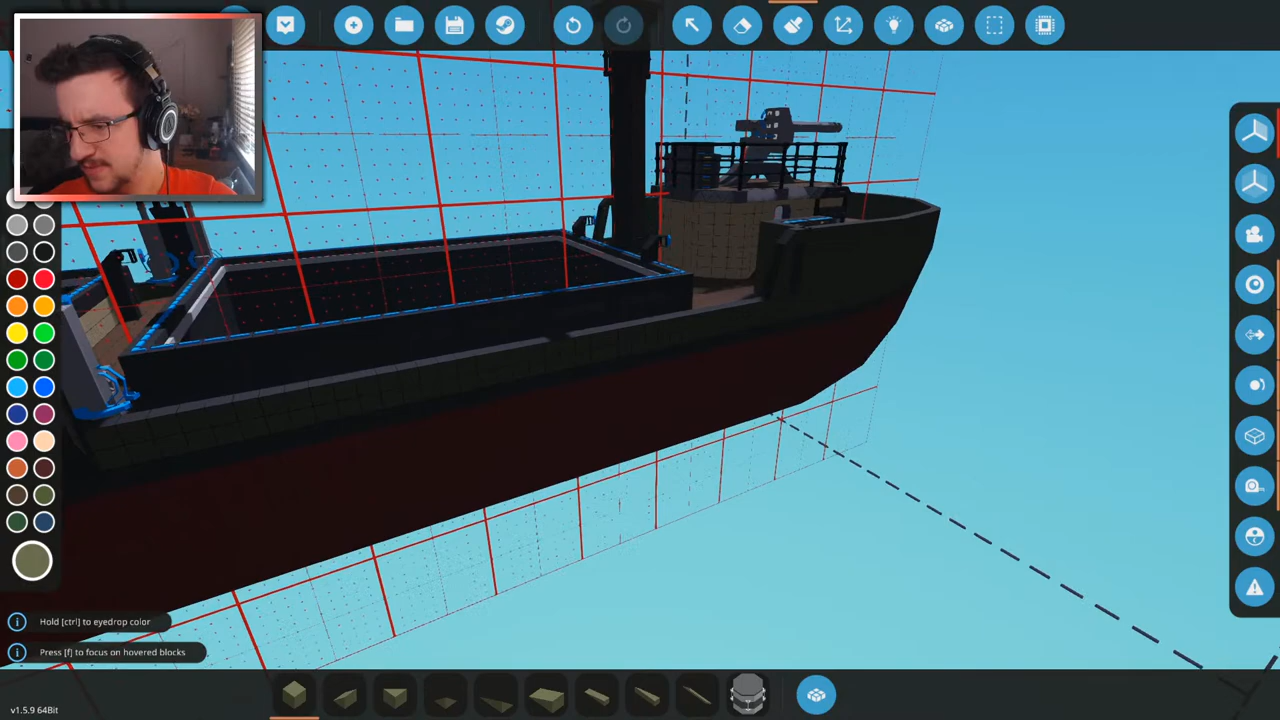 Hold [ctrl] to eyedrop color
Press [f] to focus on hovered blocks
v1.5.9 64Bit